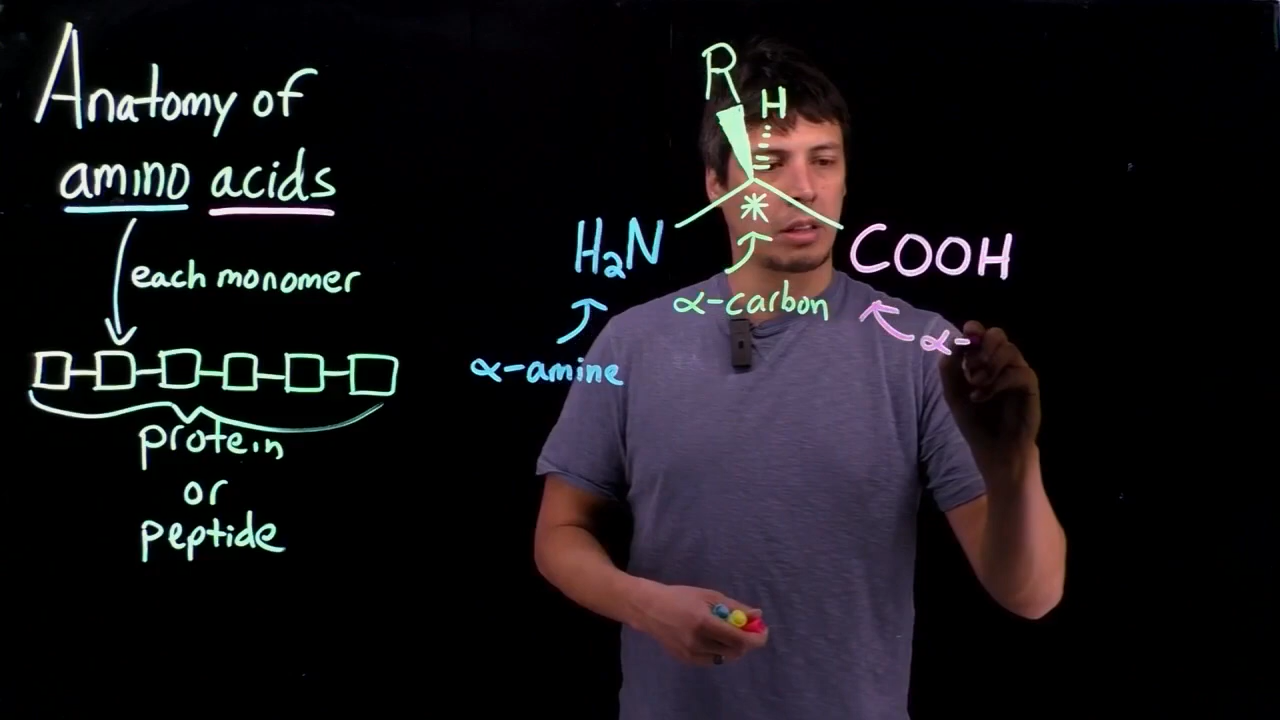 Anatomy of
amino acids
each monomer
protein
or
peptide
R
H
*
H₂N
COOH
α-carbon
α-
α-amine